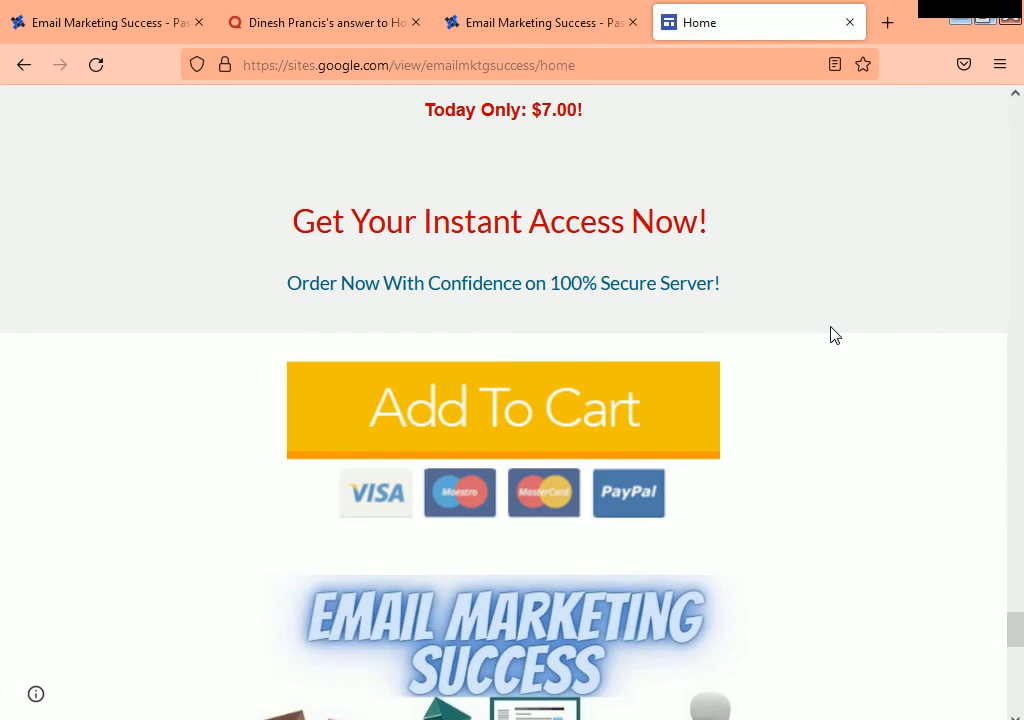 Email Marketing Success - Pas
Dinesh Prancis's answer to Ho
Email Marketing Success - Pas
Home
https://sites.google.com/view/emailmktgsuccess/home
Today Only: $7.00!
Get Your Instant Access Now!
Order Now With Confidence on 100% Secure Server!
Add To Cart
VISA
Maestro
MasterCard
PayPal
EMAIL MARKETING
SUCCESS